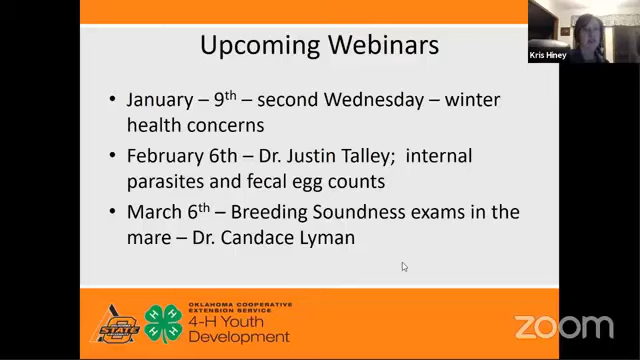 Upcoming Webinars
Kris Hiney
• January – 9th – second Wednesday – winter
health concerns
• February 6th – Dr. Justin Talley; internal
parasites and fecal egg counts
• March 6th – Breeding Soundness exams in the
mare – Dr. Candace Lyman
OKLAHOMA COOPERATIVE
EXTENSION SERVICE
4-H Youth
Development
STATE
H H H H
zoom